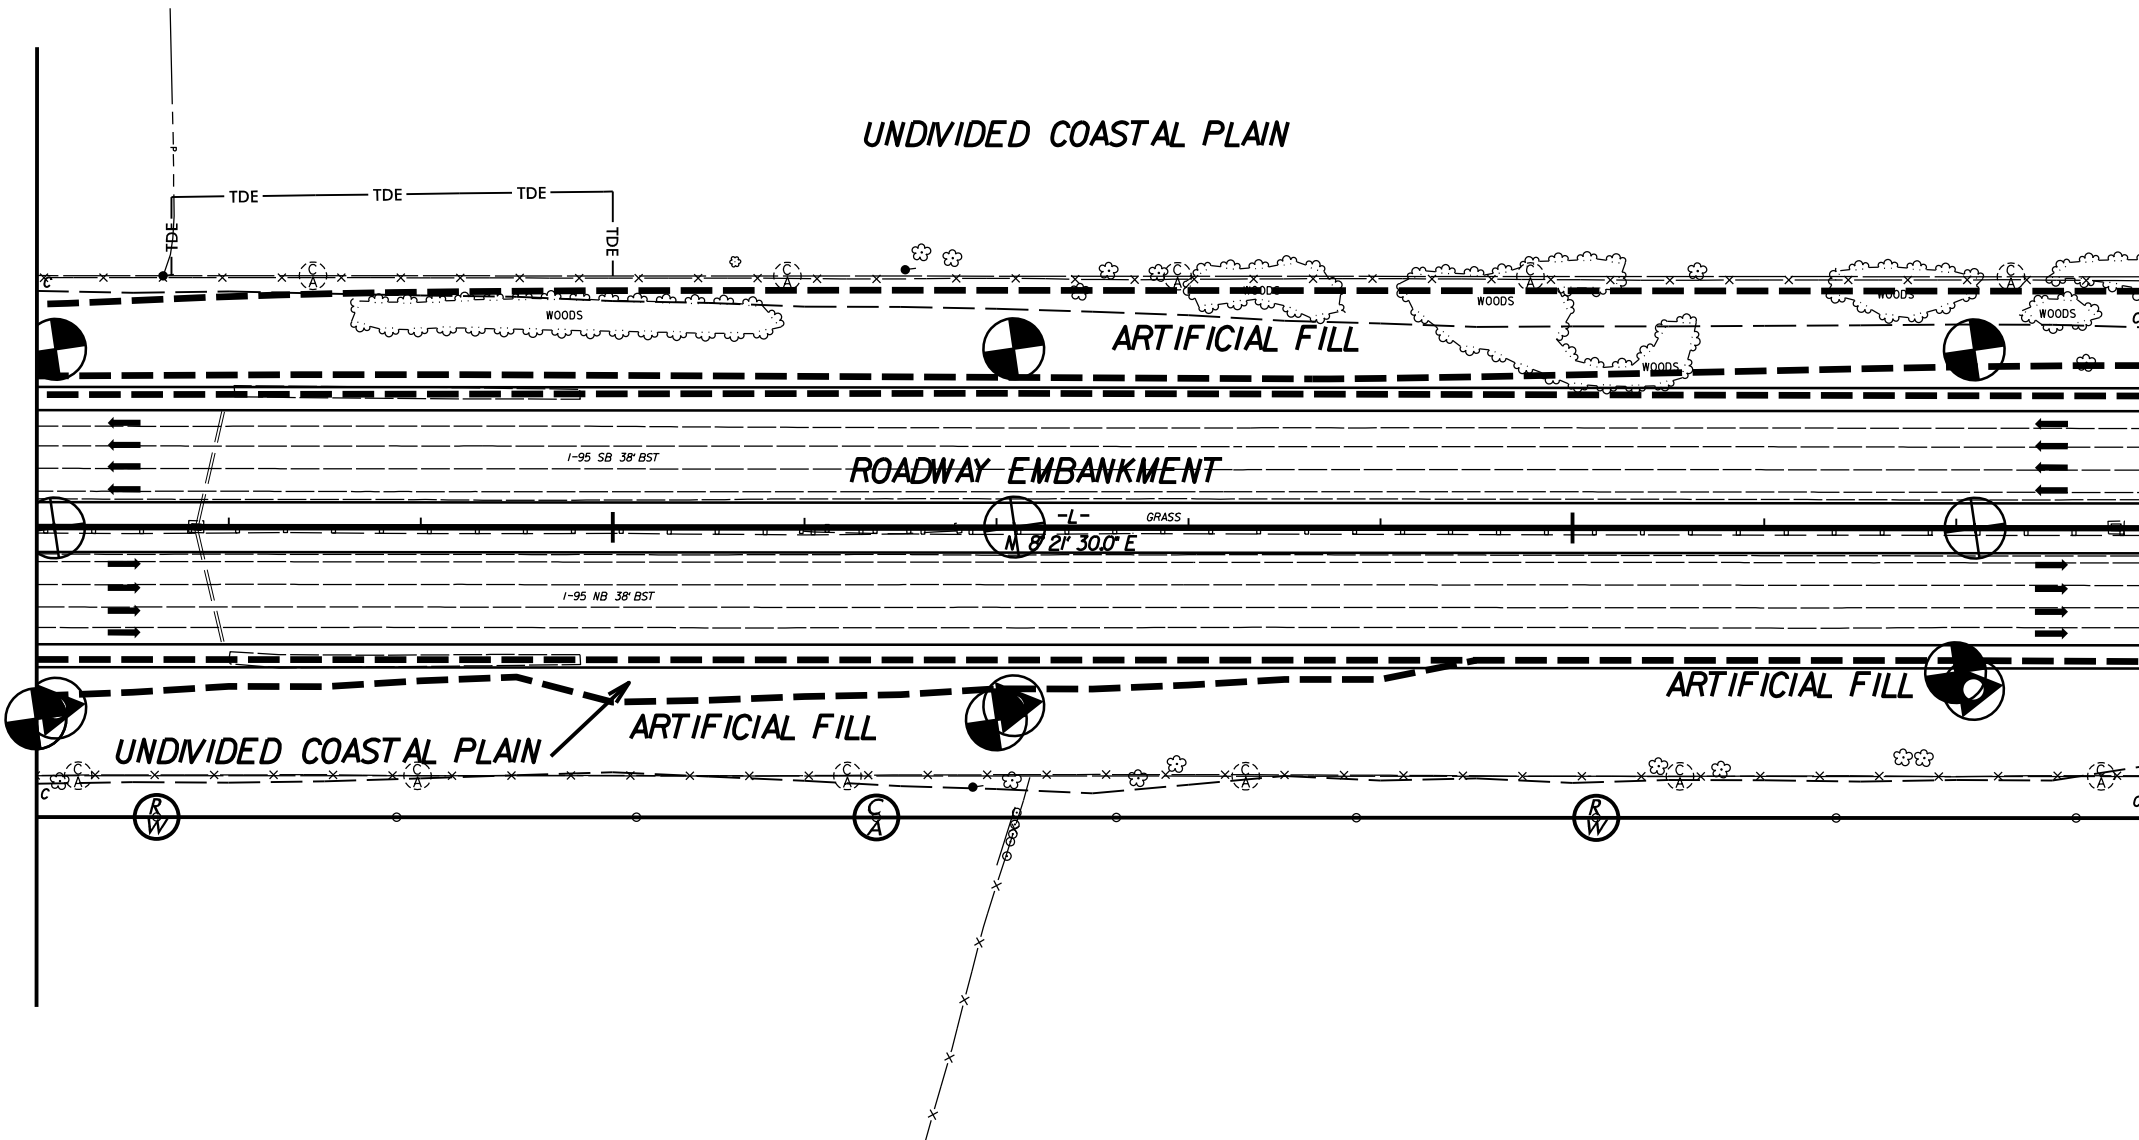 UNDIVIDED COASTAL PLAIN
P
TDE TDE TDE
TDE TDE
C A C A C A C A C A
C
WOODS
WOODS WOODS WOODS WOODS
WOODS
ARTIFICIAL FILL
I-95 SB 38' BST
ROADWAY EMBANKMENT
-L-
GRASS
N 8° 21' 30.0" E
I-95 NB 38' BST
ARTIFICIAL FILL
ARTIFICIAL FILL
UNDIVIDED COASTAL PLAIN
C A C A C A C A C A C A
C
R W
C A
R W